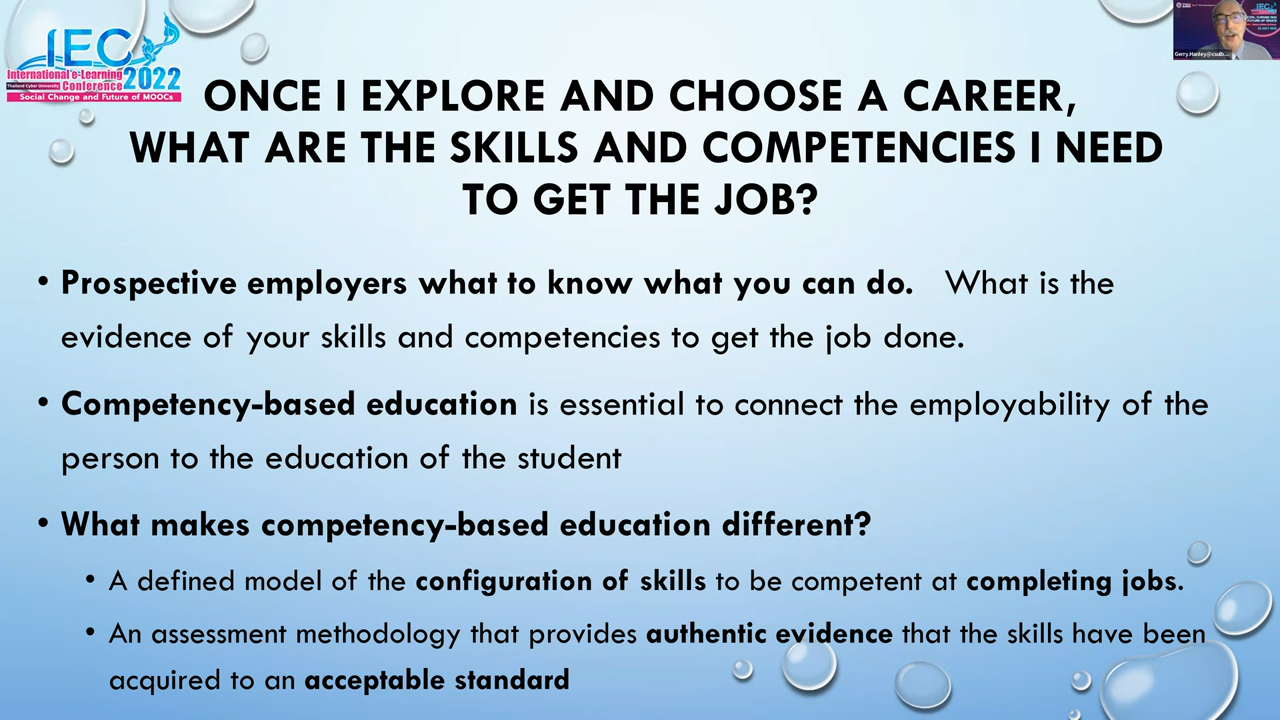 IEC
International e-Learning
Thailand Cyber University Conference 2022
Social Change and Future of MOOCs
Gerry.Hanley@csulb...
ONCE I EXPLORE AND CHOOSE A CAREER,
WHAT ARE THE SKILLS AND COMPETENCIES I NEED
TO GET THE JOB?
• Prospective employers what to know what you can do. What is the
evidence of your skills and competencies to get the job done.
• Competency-based education is essential to connect the employability of the
person to the education of the student
• What makes competency-based education different?
• A defined model of the configuration of skills to be competent at completing jobs.
• An assessment methodology that provides authentic evidence that the skills have been
acquired to an acceptable standard